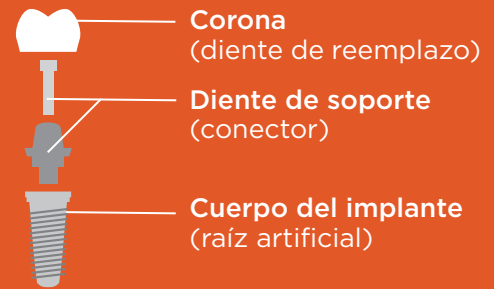 Corona
(diente de reemplazo)
Diente de soporte
(conector)
Cuerpo del implante
(raíz artificial)